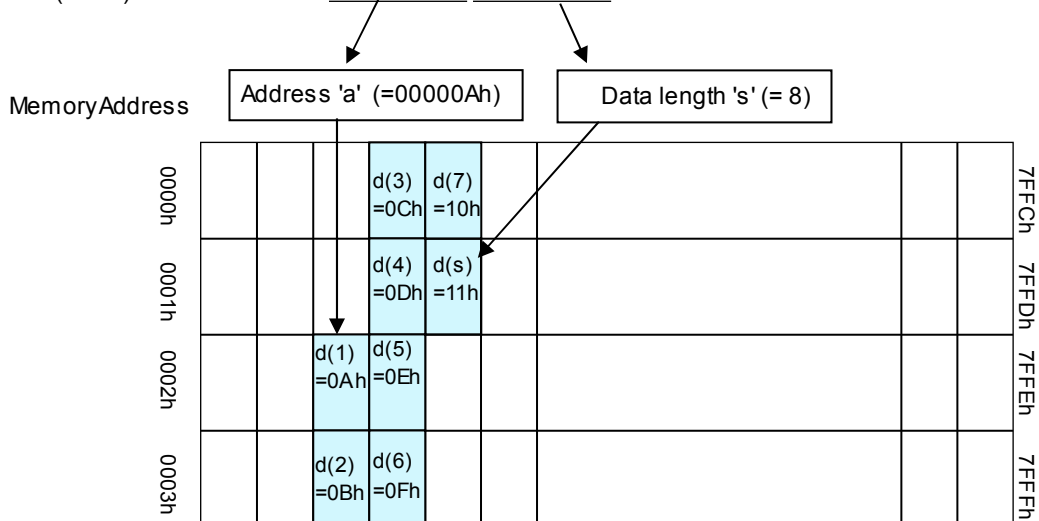 Address 'a' (=00000Ah)
Data length 's' (= 8)
MemoryAddress
0000h
d(3)
=0Ch
d(7)
=10h
7FFCh
0001h
d(4)
=0Dh
d(s)
=11h
7FFDh
0002h
d(1)
=0Ah
d(5)
=0Eh
7FFEh
0003h
d(2)
=0Bh
d(6)
=0Fh
7FFFh